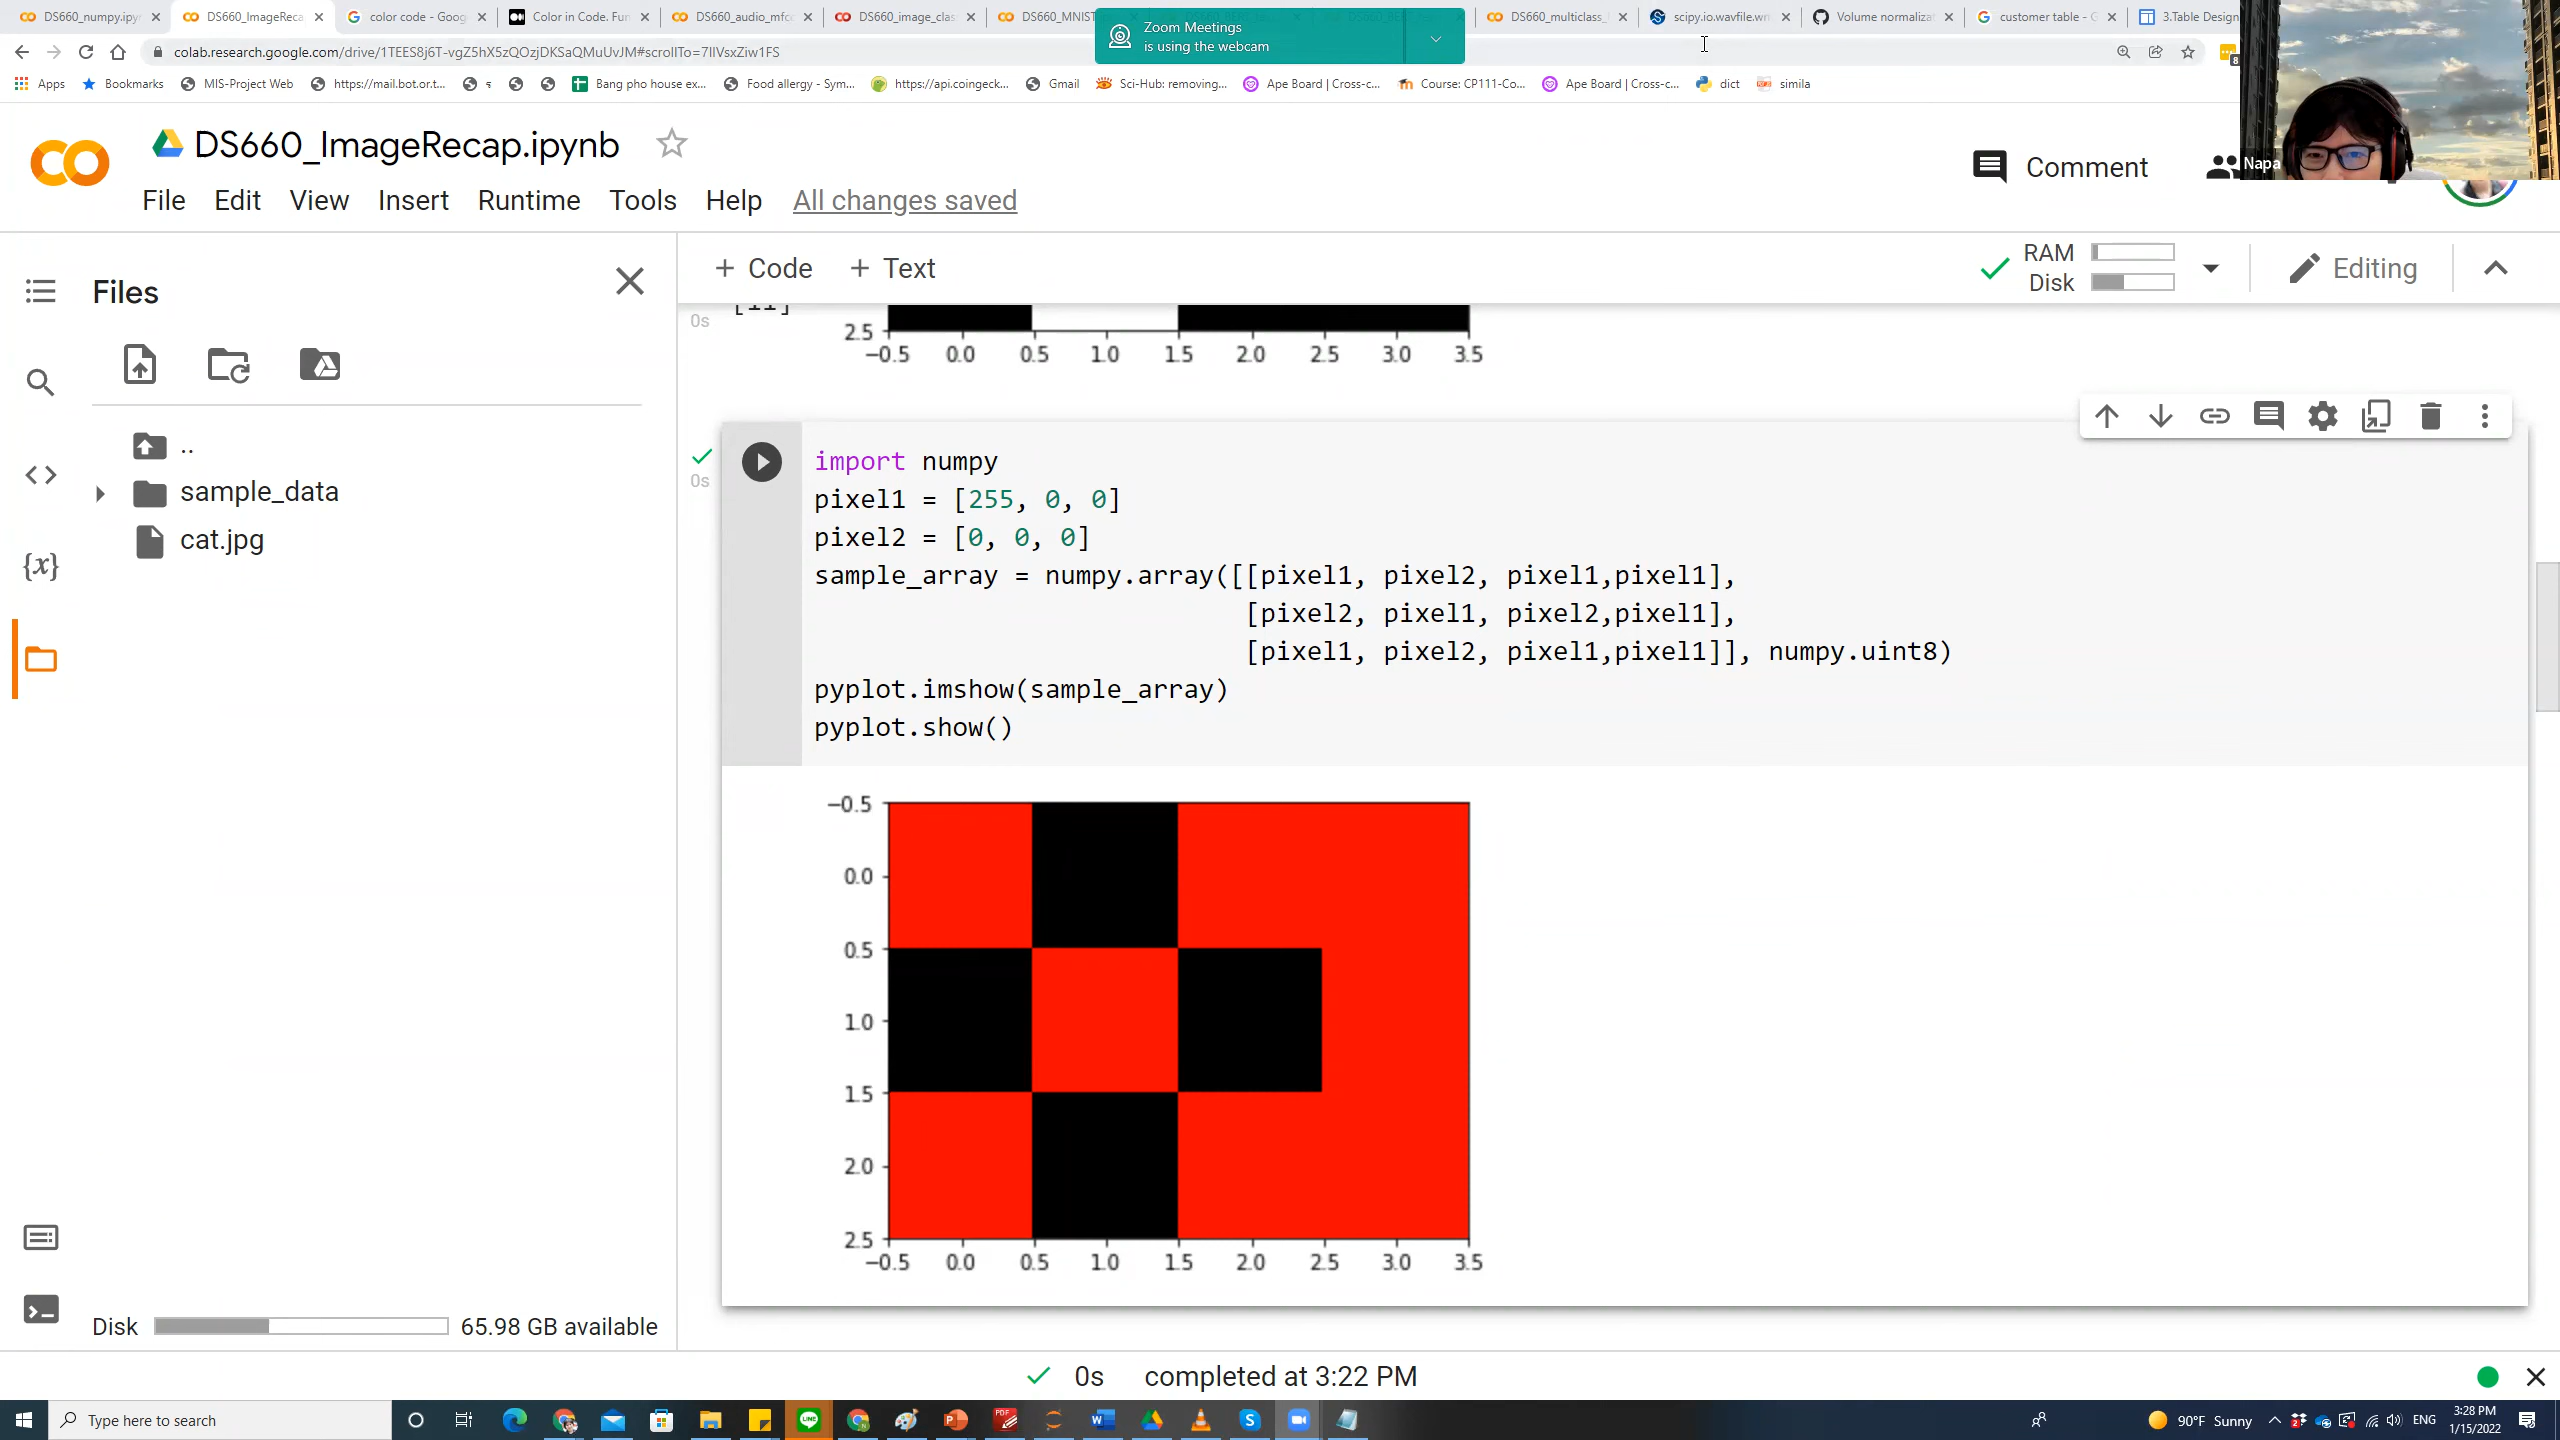 DS660_numpy.ipyn
DS660_ImageReca
color code - Goog
Color in Code. Fun
DS660_audio_mfcc
DS660_image_clas
DS660_MNIST
DS660_multiclass_
scipy.io.wavfile.wr
Volume normaliza
customer table - G
3.Table Design
Zoom Meetings
is using the webcam
colab.research.google.com/drive/1TEES8j6T-vgZ5hX5zQOzjDKSaQMuUvJM#scrollTo=7lIVsxZiw1FS
Apps
Bookmarks
MIS-Project Web
https://mail.bot.or.t...
Bang pho house ex...
Food allergy - Sym...
https://api.coingeck...
Gmail
Sci-Hub: removing...
Ape Board | Cross-c...
Course: CP111-Co...
Ape Board | Cross-c...
dict
simila
8
Napa
DS660_ImageRecap.ipynb
Comment
File Edit View Insert Runtime Tools Help All changes saved
+ Code + Text
RAM
Disk
Editing
Files
..
sample_data
cat.jpg
{x}
Disk 65.98 GB available
0s
[11]
2.5
−0.5 0.0 0.5 1.0 1.5 2.0 2.5 3.0 3.5
0s
import numpy
pixel1 = [255, 0, 0]
pixel2 = [0, 0, 0]
sample_array = numpy.array([[pixel1, pixel2, pixel1,pixel1],
[pixel2, pixel1, pixel2,pixel1],
[pixel1, pixel2, pixel1,pixel1]], numpy.uint8)
pyplot.imshow(sample_array)
pyplot.show()
−0.5
0.0
0.5
1.0
1.5
2.0
2.5
−0.5 0.0 0.5 1.0 1.5 2.0 2.5 3.0 3.5
0s completed at 3:22 PM
Type here to search
90°F Sunny
ENG
3:28 PM
1/15/2022